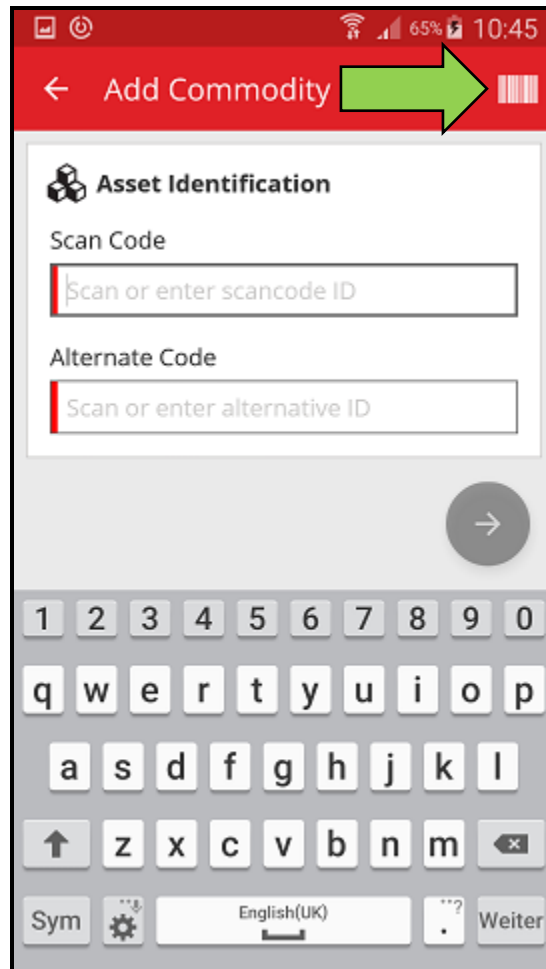 65% 10:45
Add Commodity
Asset Identification
Scan Code
Scan or enter scancode ID
Alternate Code
Scan or enter alternative ID
1 2 3 4 5 6 7 8 9 0
q w e r t y u i o p
a s d f g h j k l
z x c v b n m
Sym English(UK) . ? Weiter